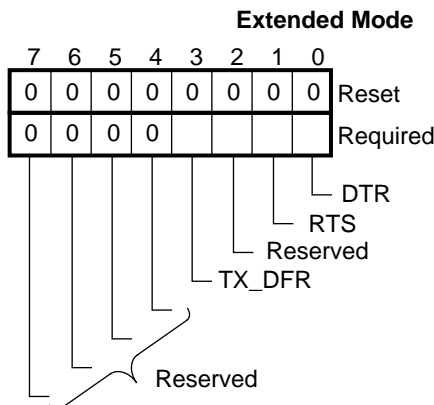 Extended Mode
7 6 5 4 3 2 1 0
0 0 0 0 0 0 0 0 Reset
0 0 0 0 Required
DTR
RTS
Reserved
TX_DFR
Reserved